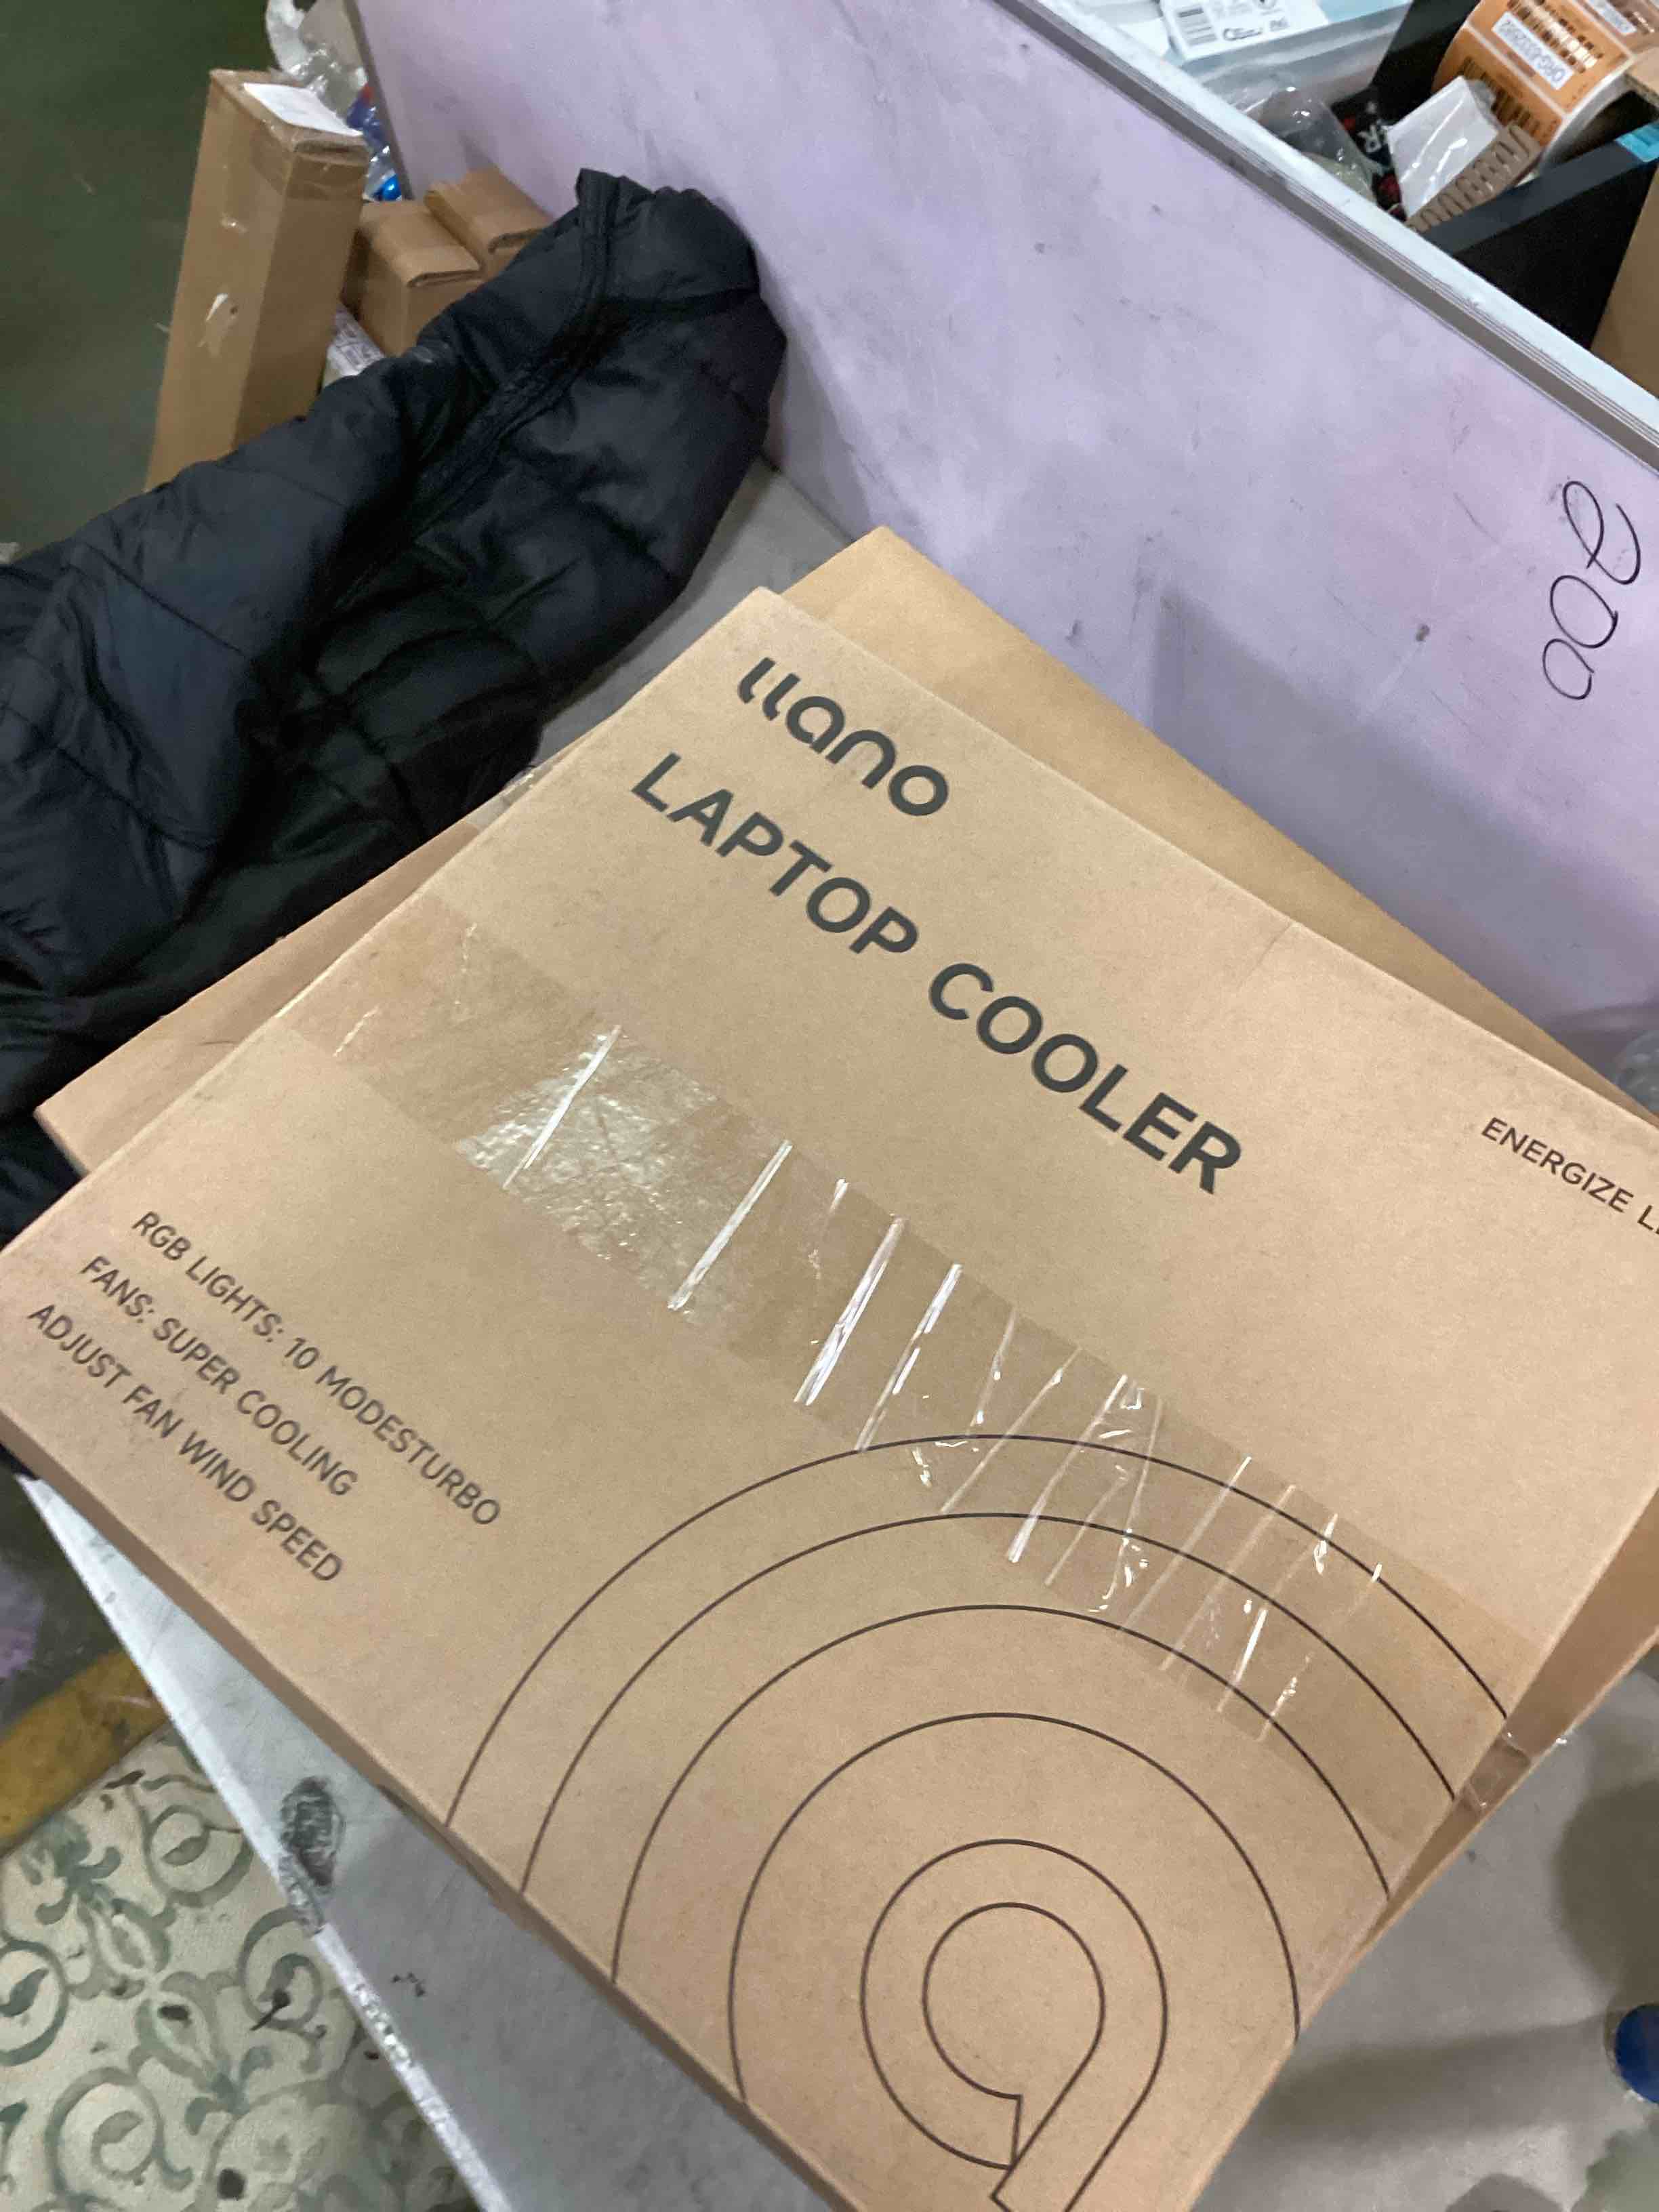 llano
LAPTOP COOLER
ENERGIZE
RGB LIGHTS: 10 MODESTURBO
FANS: SUPER COOLING
ADJUST FAN WIND SPEED
200